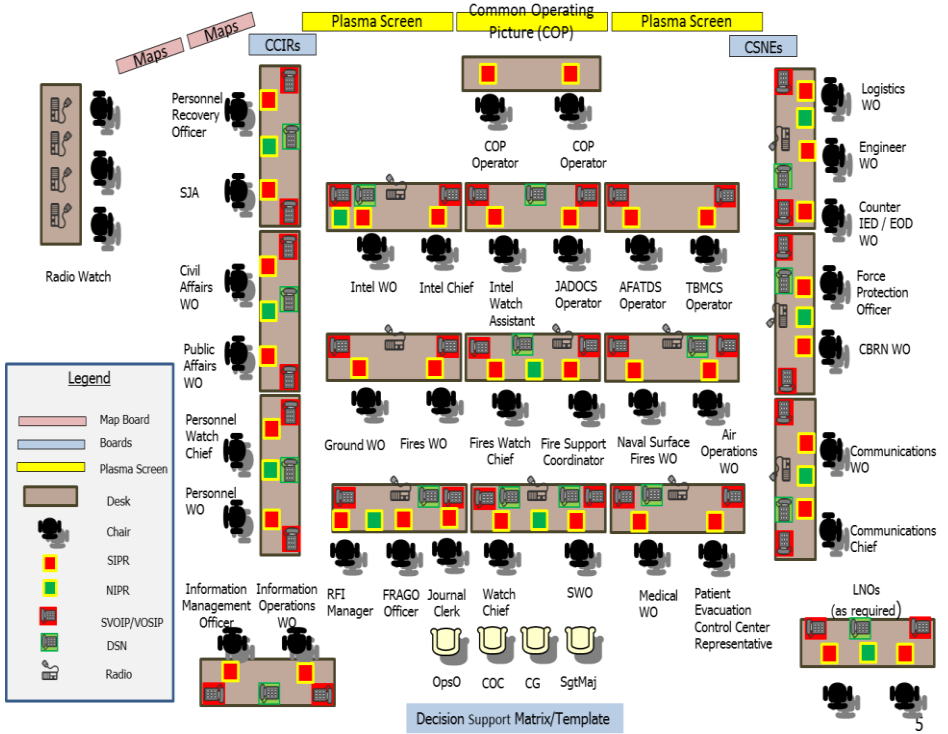 Plasma Screen
Common Operating
Picture (COP)
Plasma Screen
Maps
Maps
CCIRs
CSNEs
Personnel
Recovery
Officer
COP
Operator
COP
Operator
Logistics
WO
Engineer
WO
SJA
Counter
IED / EOD
WO
Radio Watch
Civil
Affairs
WO
Intel WO
Intel Chief
Intel
Watch
Assistant
JADOCS
Operator
AFATDS
Operator
TBMCS
Operator
Force
Protection
Officer
Public
Affairs
WO
CBRN WO
Legend
Map Board
Boards
Plasma Screen
Desk
Chair
SIPR
NIPR
SVOIP/VOSIP
DSN
Radio
Personnel
Watch
Chief
Ground WO
Fires WO
Fires Watch
Chief
Fire Support
Coordinator
Naval Surface
Fires WO
Air
Operations
WO
Communications
WO
Personnel
WO
Communications
Chief
Information
Management
Officer
Information
Operations
WO
RFI
Manager
FRAGO
Officer
Journal
Clerk
Watch
Chief
SWO
Medical
WO
Patient
Evacuation
Control Center
Representative
LNOs
(as required)
OpsO
COC
CG
SgtMaj
Decision Support Matrix/Template
5